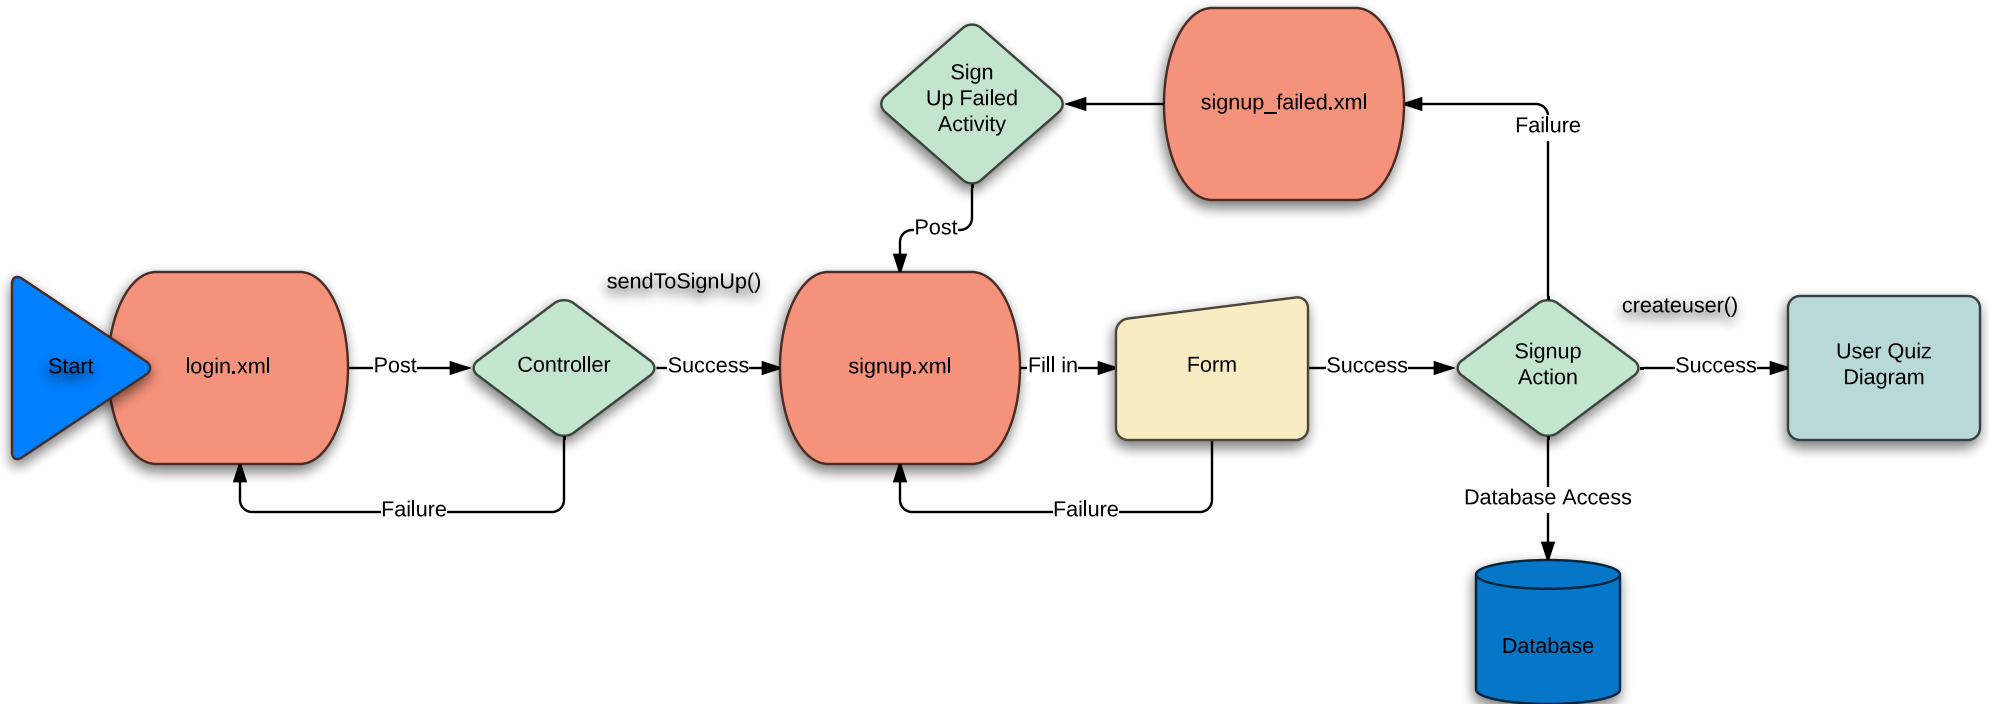 Sign
Up Failed
Activity
signup_failed.xml
Failure
Post
sendToSignUp()
createuser()
Start
login.xml
Post
Controller
Success
signup.xml
Fill in
Form
Success
Signup
Action
Success
User Quiz
Diagram
Failure
Failure
Database Access
Database